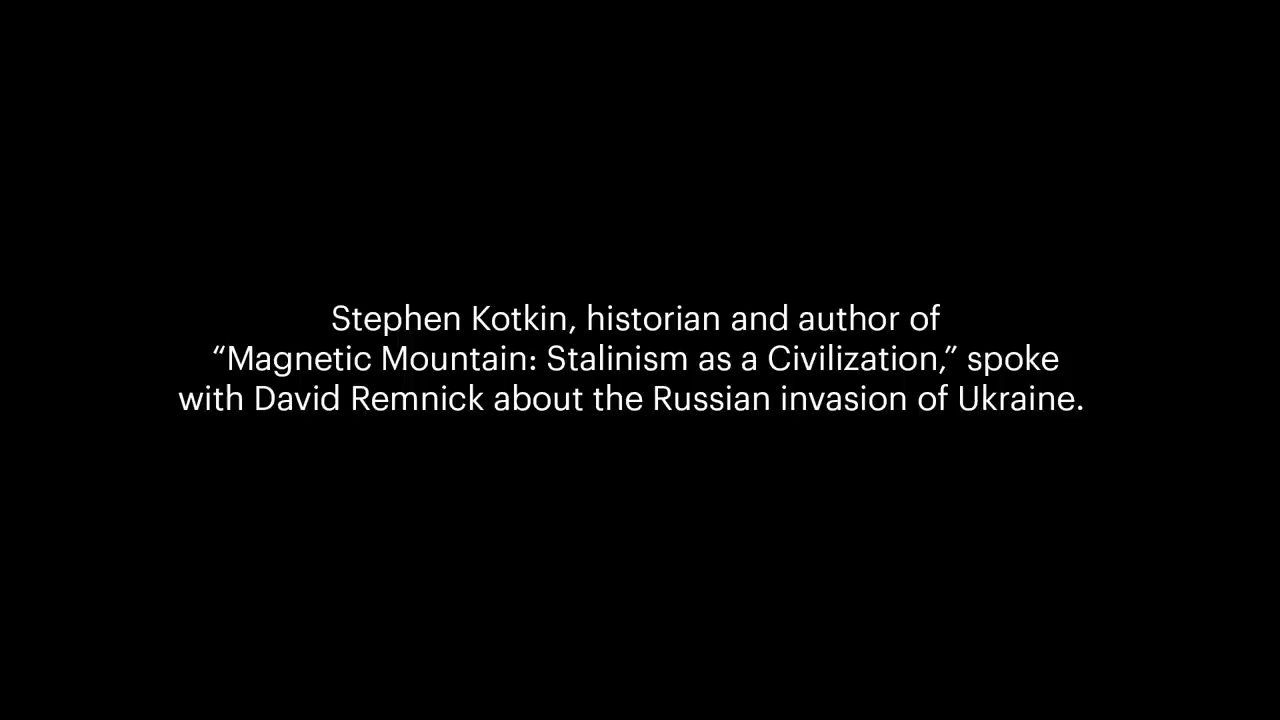 Stephen Kotkin, historian and author of
“Magnetic Mountain: Stalinism as a Civilization,” spoke
with David Remnick about the Russian invasion of Ukraine.